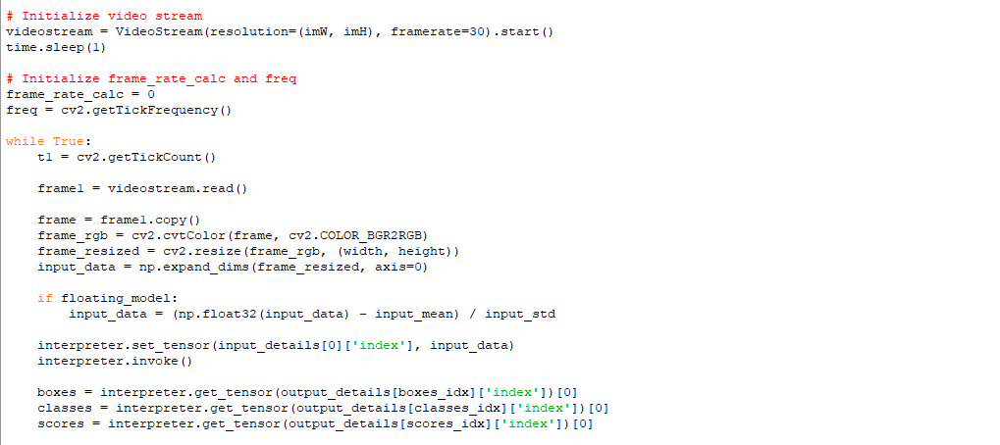 # Initialize video stream
videostream = VideoStream(resolution=(imW, imH), framerate=30).start()
time.sleep(1)
# Initialize frame_rate_calc and freq
frame_rate_calc = 0
freq = cv2.getTickFrequency()
while True:
    t1 = cv2.getTickCount()
    frame1 = videostream.read()
    frame = frame1.copy()
    frame_rgb = cv2.cvtColor(frame, cv2.COLOR_BGR2RGB)
    frame_resized = cv2.resize(frame_rgb, (width, height))
    input_data = np.expand_dims(frame_resized, axis=0)
    if floating_model:
        input_data = (np.float32(input_data) - input_mean) / input_std
    interpreter.set_tensor(input_details[0]['index'], input_data)
    interpreter.invoke()
    boxes = interpreter.get_tensor(output_details[boxes_idx]['index'])[0]
    classes = interpreter.get_tensor(output_details[classes_idx]['index'])[0]
    scores = interpreter.get_tensor(output_details[scores_idx]['index'])[0]